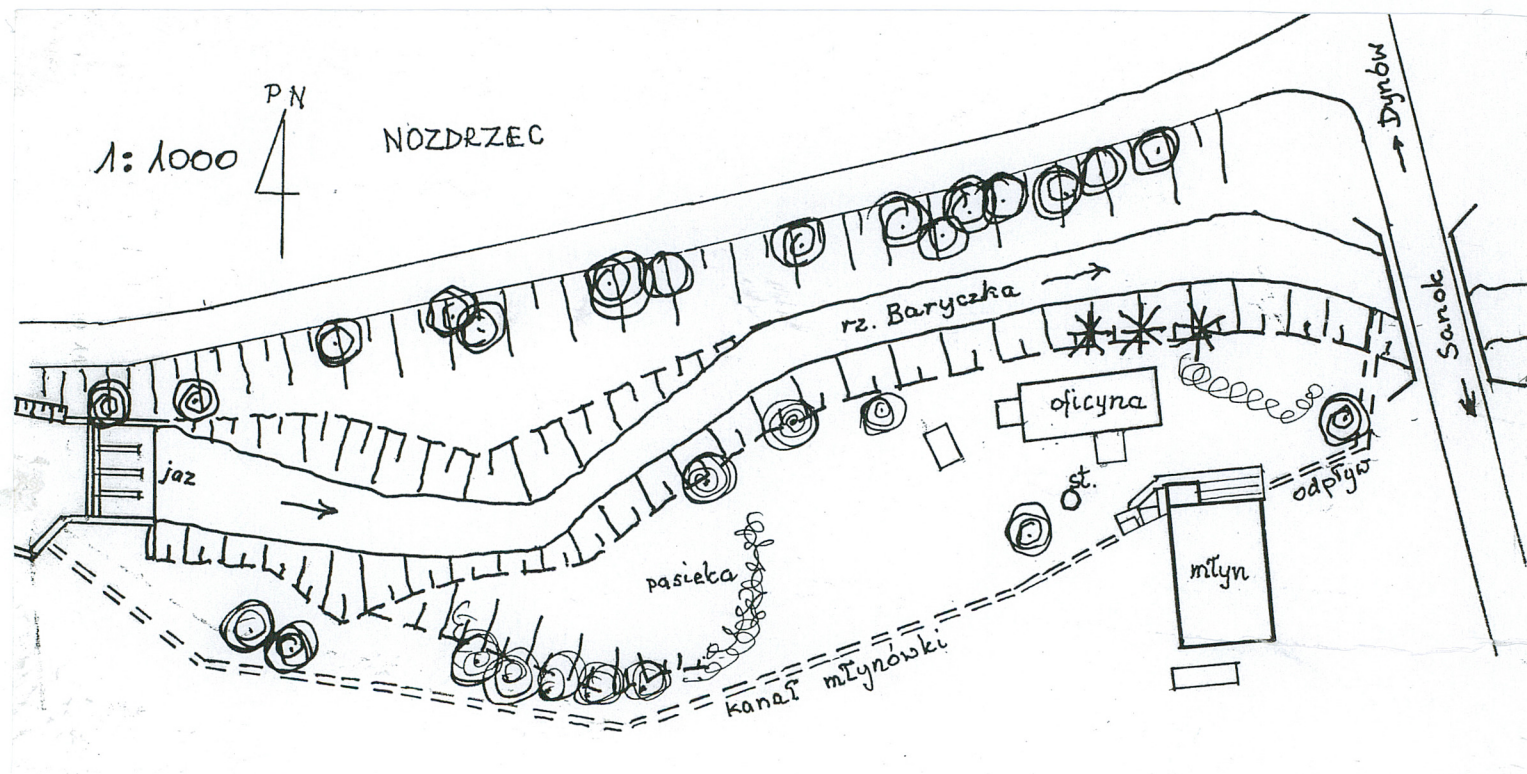 PN
1:1000
NOZDRZEC
→ Dynów
rz. Baryczka →
Sanok →
oficyna
jaz
st.
odpływ
pasieka
młyn
kanał młynówki